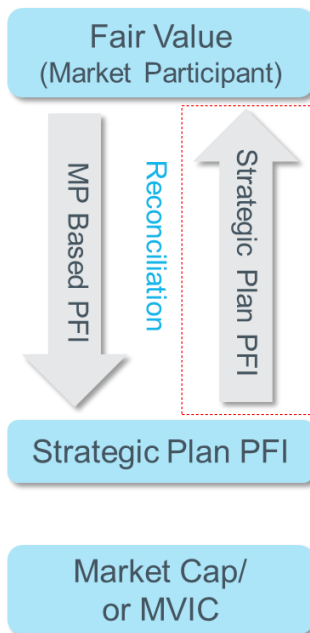 Fair Value
(Market Participant)
MP Based PFI
Reconciliation
Strategic Plan PFI
Strategic Plan PFI
Market Cap/
or MVIC